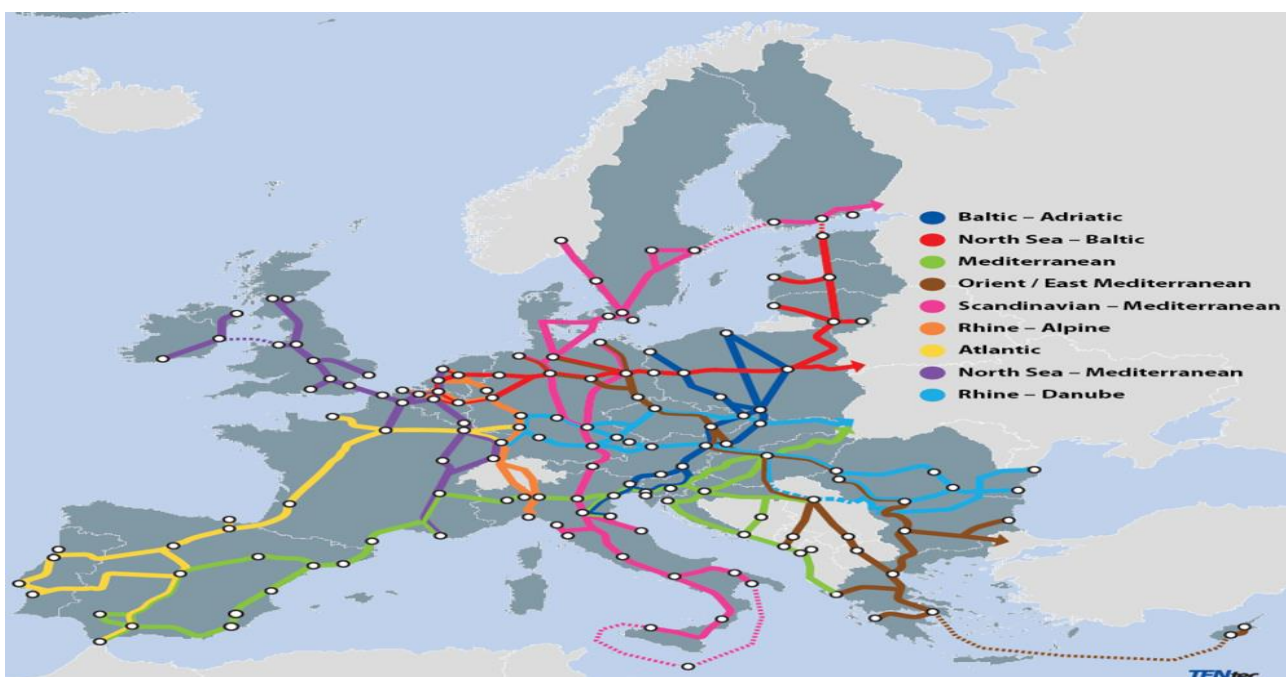 Baltic – Adriatic
North Sea – Baltic
Mediterranean
Orient / East Mediterranean
Scandinavian – Mediterranean
Rhine – Alpine
Atlantic
North Sea – Mediterranean
Rhine – Danube
TENtec